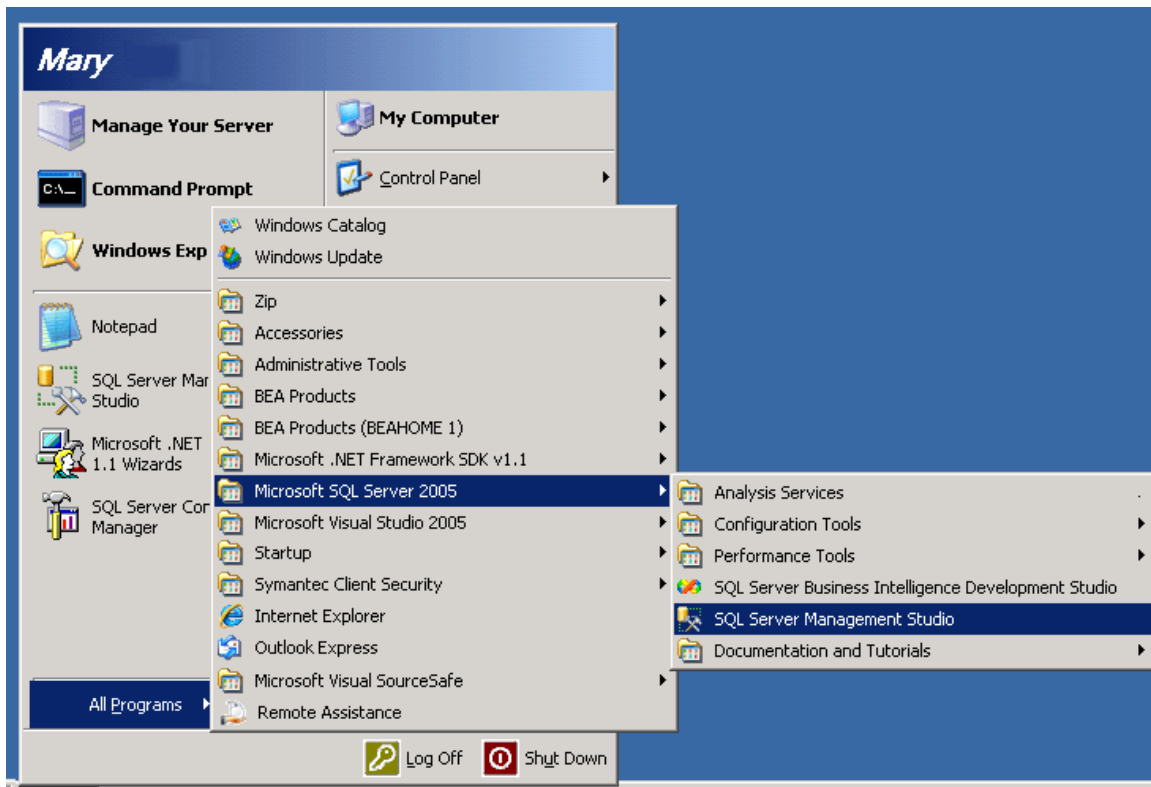 Mary
Manage Your Server
Command Prompt
C:\_
Windows Exp
Notepad
SQL Server Mar
Studio
Microsoft .NET
1.1 Wizards
SQL Server Cor
Manager
All Programs
My Computer
Control Panel
Windows Catalog
Windows Update
Zip
Accessories
Administrative Tools
BEA Products
BEA Products (BEAHOME 1)
Microsoft .NET Framework SDK v1.1
Microsoft SQL Server 2005
Microsoft Visual Studio 2005
Startup
Symantec Client Security
Internet Explorer
Outlook Express
Microsoft Visual SourceSafe
Remote Assistance
Analysis Services
Configuration Tools
Performance Tools
SQL Server Business Intelligence Development Studio
SQL Server Management Studio
Documentation and Tutorials
Log Off
Shut Down